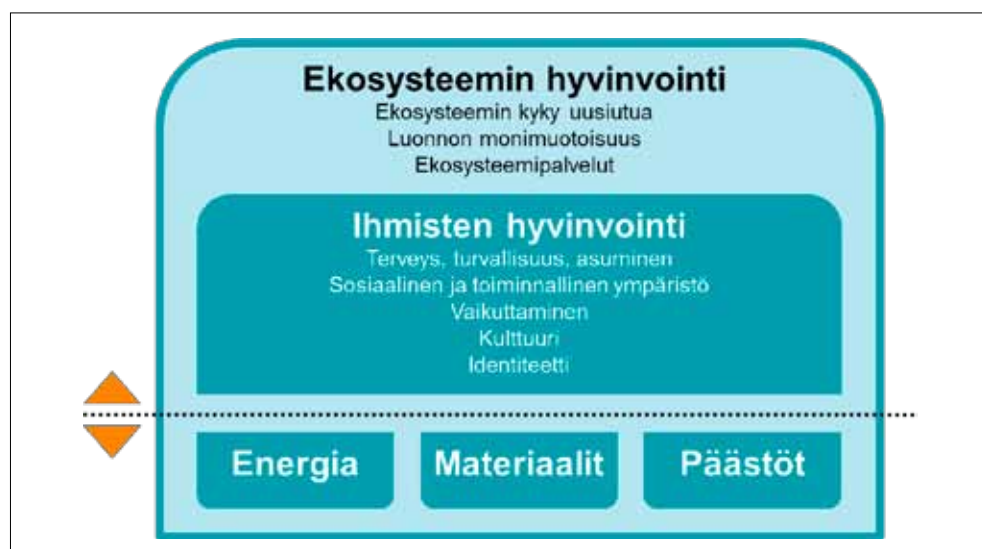 Ekosysteemin hyvinvointi
Ekosysteemin kyky uusiutua
Luonnon monimuotoisuus
Ekosysteemipalvelut
Ihmisten hyvinvointi
Terveys, turvallisuus, asuminen
Sosiaalinen ja toiminnallinen ympäristö
Vaikuttaminen
Kulttuuri
Identiteetti
Energia
Materiaalit
Päästöt